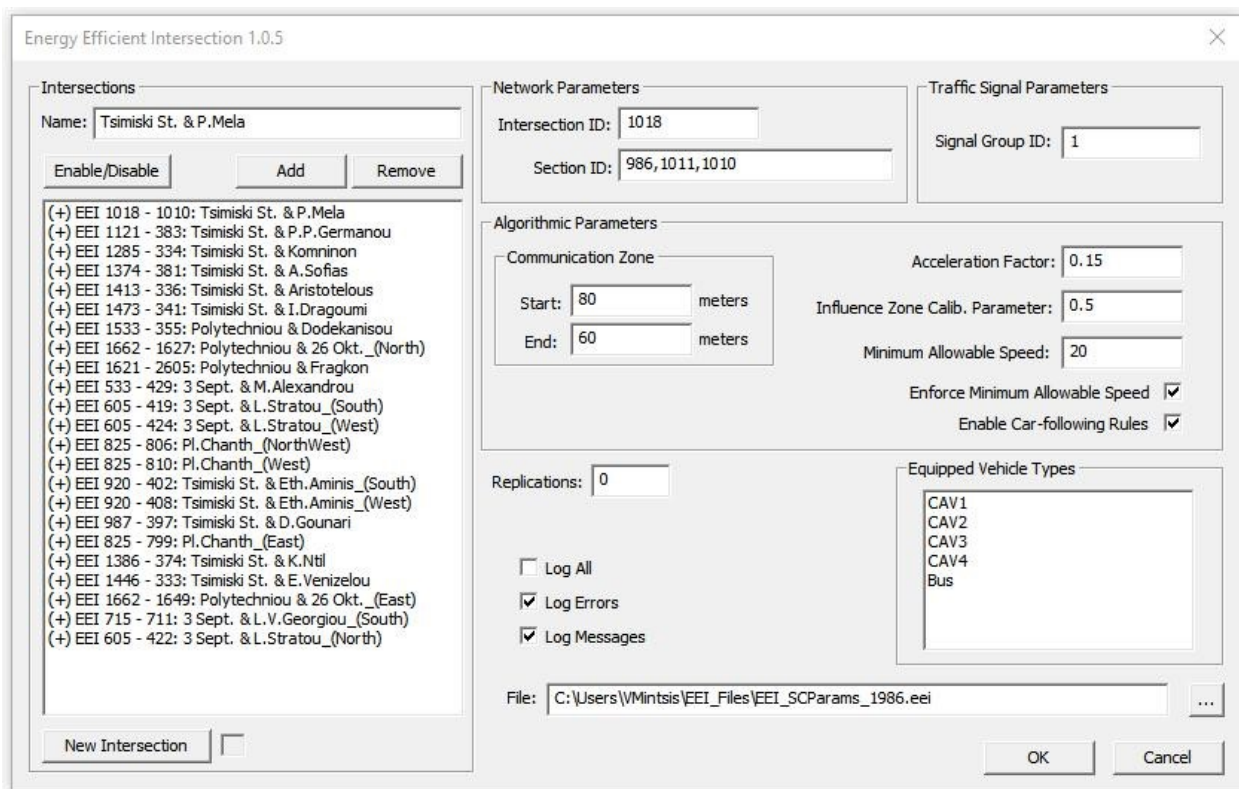 Energy Efficient Intersection 1.0.5
Intersections
Name: Tsimiski St. & P.Mela
Enable/Disable Add Remove
(+) EEI 1018 - 1010: Tsimiski St. & P.Mela
(+) EEI 1121 - 383: Tsimiski St. & P.P.Germanou
(+) EEI 1285 - 334: Tsimiski St. & Komninon
(+) EEI 1374 - 381: Tsimiski St. & A.Sofias
(+) EEI 1413 - 336: Tsimiski St. & Aristotelous
(+) EEI 1473 - 341: Tsimiski St. & I.Dragoumi
(+) EEI 1533 - 355: Polytechniou & Dodekanisou
(+) EEI 1662 - 1627: Polytechniou & 26 Okt._(North)
(+) EEI 1621 - 2605: Polytechniou & Fragkon
(+) EEI 533 - 429: 3 Sept. & M.Alexandrou
(+) EEI 605 - 419: 3 Sept. & L.Stratou_(South)
(+) EEI 605 - 424: 3 Sept. & L.Stratou_(West)
(+) EEI 825 - 806: Pl.Chanth_(NorthWest)
(+) EEI 825 - 810: Pl.Chanth_(West)
(+) EEI 920 - 402: Tsimiski St. & Eth.Aminis_(South)
(+) EEI 920 - 408: Tsimiski St. & Eth.Aminis_(West)
(+) EEI 987 - 397: Tsimiski St. & D.Gounari
(+) EEI 825 - 799: Pl.Chanth_(East)
(+) EEI 1386 - 374: Tsimiski St. & K.Ntil
(+) EEI 1446 - 333: Tsimiski St. & E.Venizelou
(+) EEI 1662 - 1649: Polytechniou & 26 Okt._(East)
(+) EEI 715 - 711: 3 Sept. & L.V.Georgiou_(South)
(+) EEI 605 - 422: 3 Sept. & L.Stratou_(North)
New Intersection
Network Parameters
Intersection ID: 1018
Section ID: 986,1011,1010
Traffic Signal Parameters
Signal Group ID: 1
Algorithmic Parameters
Communication Zone
Start: 80 meters
End: 60 meters
Acceleration Factor: 0.15
Influence Zone Calib. Parameter: 0.5
Minimum Allowable Speed: 20
Enforce Minimum Allowable Speed
Enable Car-following Rules
Replications: 0
Log All
Log Errors
Log Messages
Equipped Vehicle Types
CAV1
CAV2
CAV3
CAV4
Bus
File: C:\Users\VMintsis\EEI_Files\EEI_SCParams_1986.eei
...
OK Cancel